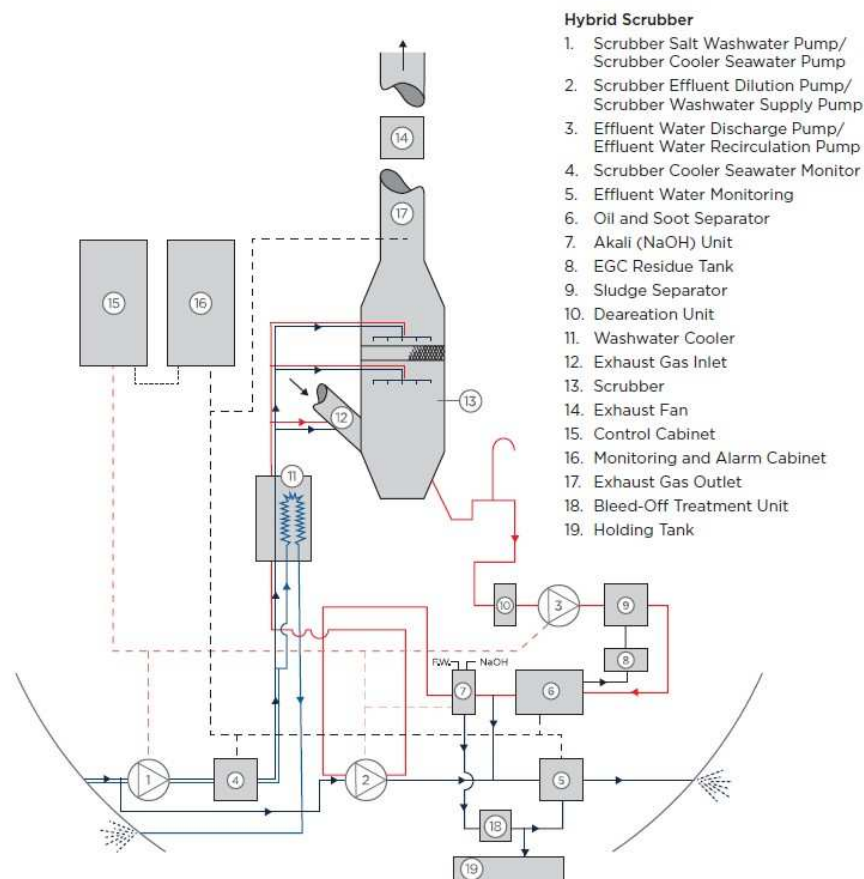 Hybrid Scrubber
1. Scrubber Salt Washwater Pump/
Scrubber Cooler Seawater Pump
2. Scrubber Effluent Dilution Pump/
Scrubber Washwater Supply Pump
3. Effluent Water Discharge Pump/
Effluent Water Recirculation Pump
4. Scrubber Cooler Seawater Monitor
5. Effluent Water Monitoring
6. Oil and Soot Separator
7. Akali (NaOH) Unit
8. EGC Residue Tank
9. Sludge Separator
10. Deareation Unit
11. Washwater Cooler
12. Exhaust Gas Inlet
13. Scrubber
14. Exhaust Fan
15. Control Cabinet
16. Monitoring and Alarm Cabinet
17. Exhaust Gas Outlet
18. Bleed-Off Treatment Unit
19. Holding Tank
14
17
15
16
13
12
11
10
3
9
8
F.W.
NaOH
7
6
1
4
2
5
18
19